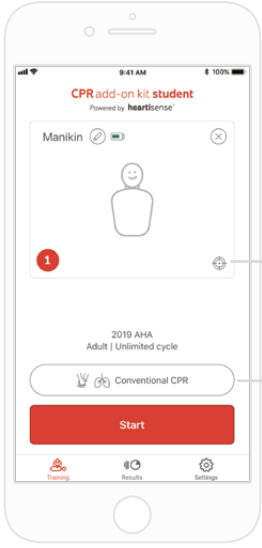 9:41 AM
100%
CPR add-on kit student
Powered by heartisense
Manikin
1
2019 AHA
Adult | Unlimited cycle
Conventional CPR
Start
Training Results Settings